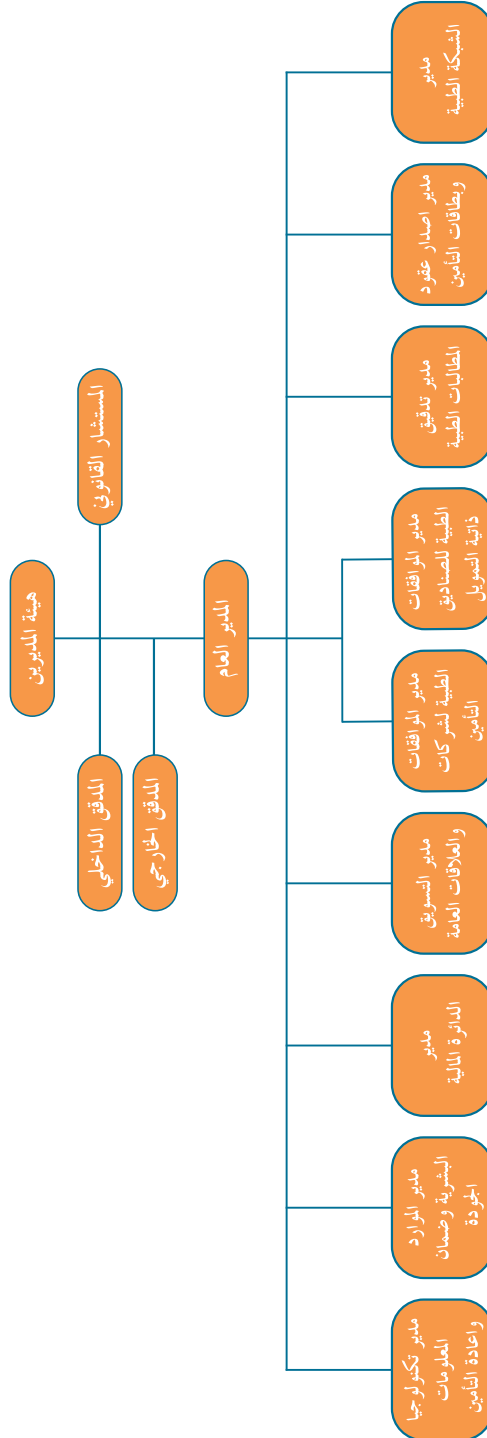 هيئة المديرين
المستشار القانوني
المدقق الداخلي
المدقق الخارجي
المدير العام
مدير
الشبكة الطبية
مدير اصدار عقود
وبطاقات التأمين
مدير تدقيق
المطالبات الطبية
مدير الموافقات
الطبية للصناديق
ذاتية التمويل
مدير الموافقات
الطبية لشركات
التأمين
مدير التسويق
والعلاقات العامة
مدير
الدائرة المالية
مدير الموارد
البشرية وضمان
الجودة
مدير تكنولوجيا
المعلومات
واعادة التأمين